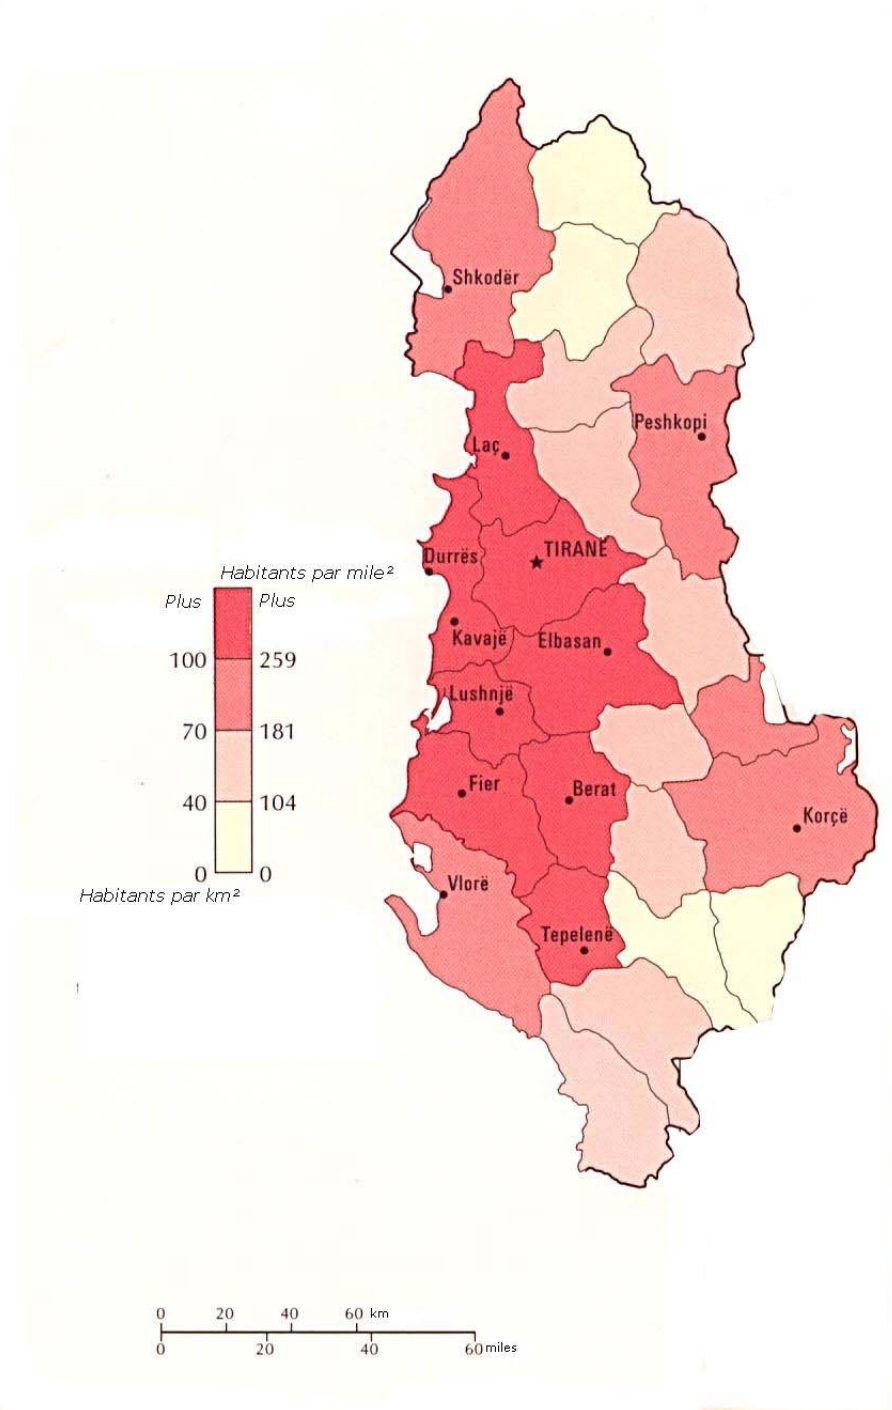 Shkodër
Peshkopi
Laç
TIRANË
Durrës
Kavajë
Elbasan
Lushnjë
Fier
Berat
Korçë
Vlorë
Tepelenë
Habitants par mile²
Plus Plus
100 259
70 181
40 104
0 0
Habitants par km²
0 20 40 60 km
0 20 40 60 miles